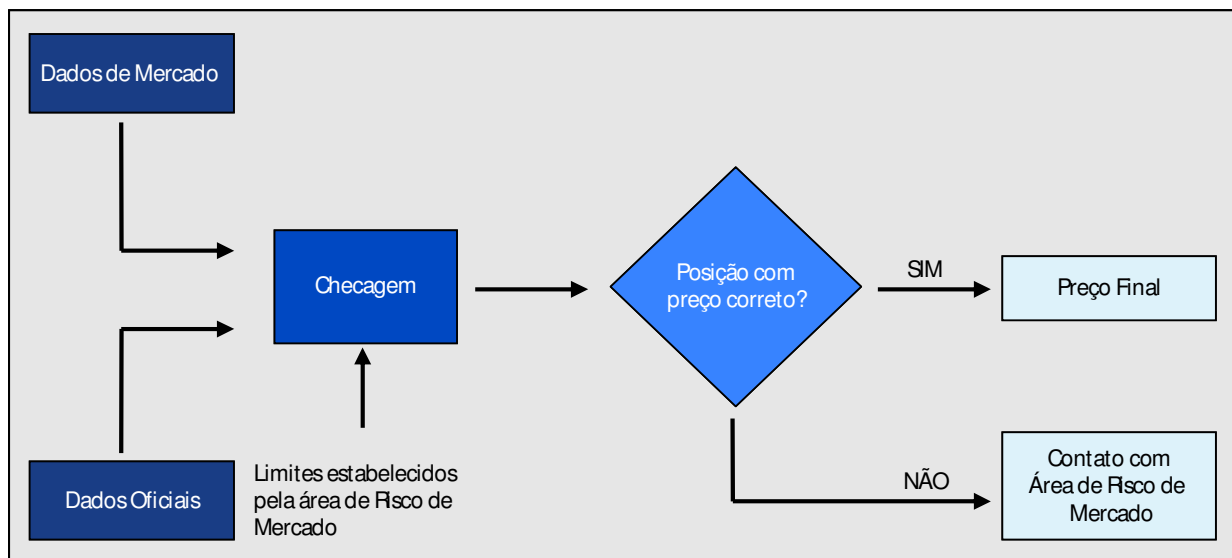 Dados de Mercado
Checagem
Posição com
preço correto?
SIM
Preço Final
Dados Oficiais
Limites estabelecidos
pela área de Risco de
Mercado
NÃO
Contato com
Área de Risco de
Mercado